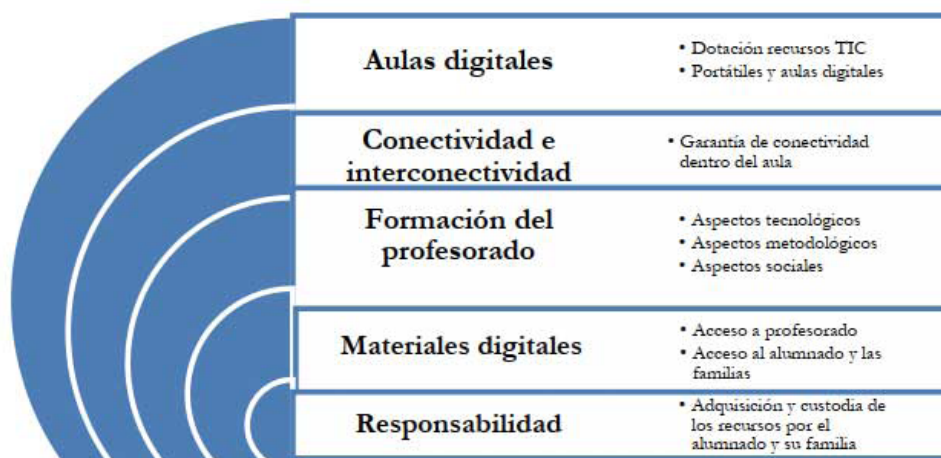 Aulas digitales
• Dotación recursos TIC
• Portátiles y aulas digitales
Conectividad e
interconectividad
• Garantía de conectividad
dentro del aula
Formación del
profesorado
• Aspectos tecnológicos
• Aspectos metodológicos
• Aspectos sociales
Materiales digitales
• Acceso a profesorado
• Acceso al alumnado y las
familias
Responsabilidad
• Adquisición y custodia de
los recursos por el
alumnado y su familia